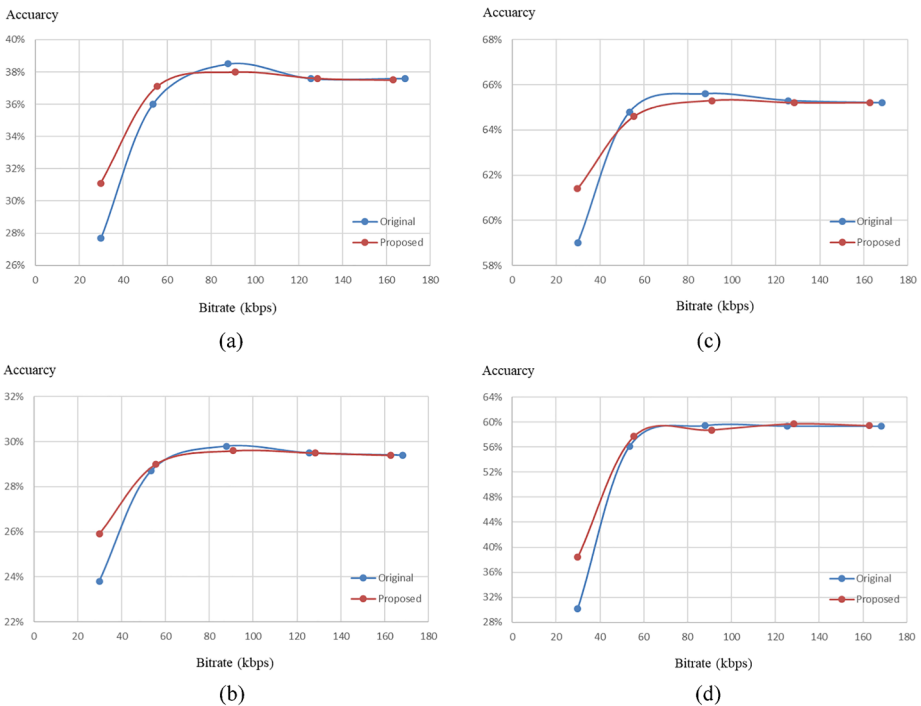 Accuarcy
40%
38%
36%
34%
32%
30%
28%
26%
0 20 40 60 80 100 120 140 160 180
Original
Proposed
Bitrate (kbps)
(a)
Accuarcy
68%
66%
64%
62%
60%
58%
0 20 40 60 80 100 120 140 160 180
Original
Proposed
Bitrate (kbps)
(c)
Accuarcy
32%
30%
28%
26%
24%
22%
0 20 40 60 80 100 120 140 160 180
Original
Proposed
Bitrate (kbps)
(b)
Accuarcy
64%
60%
56%
52%
48%
44%
40%
36%
32%
28%
0 20 40 60 80 100 120 140 160 180
Original
Proposed
Bitrate (kbps)
(d)